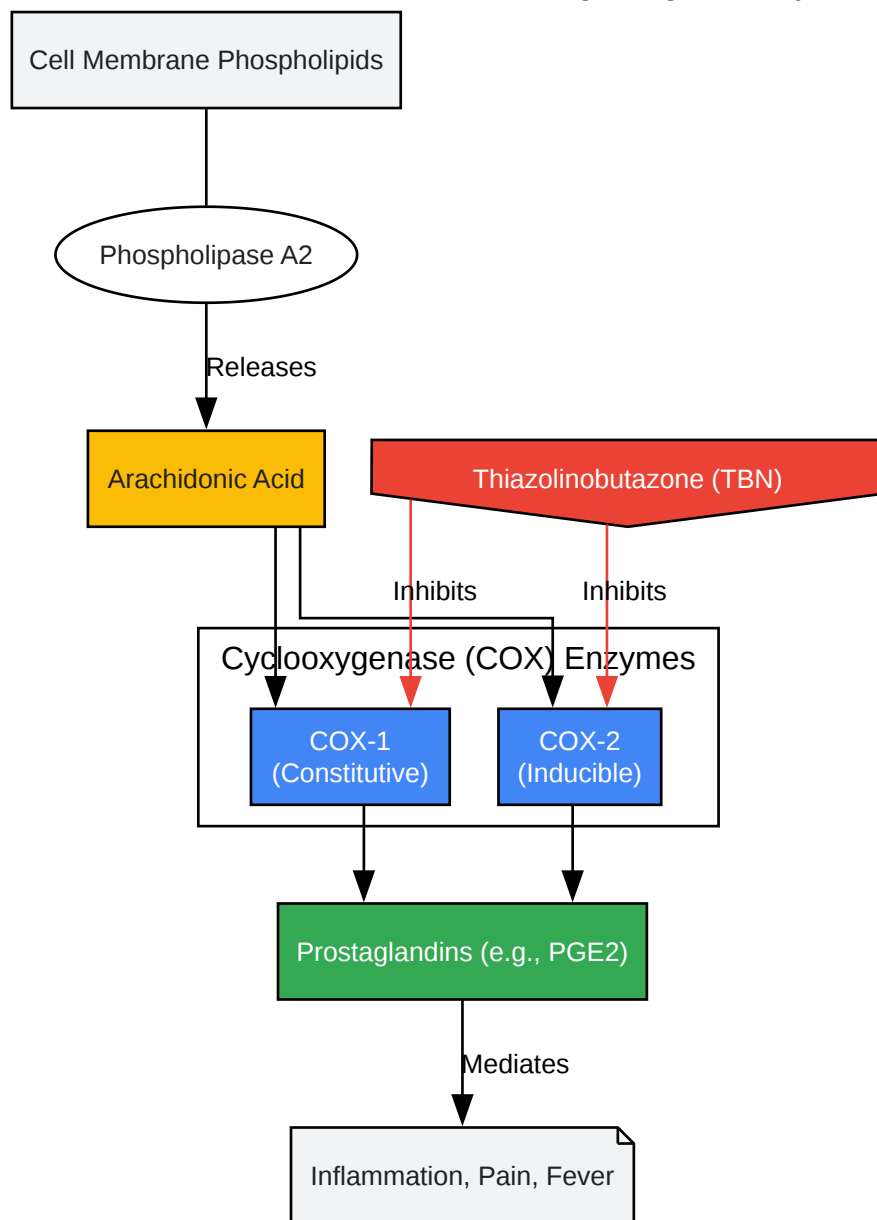 Cell Membrane Phospholipids
Phospholipase A2
Releases
Arachidonic Acid
Thiazolinobutazone (TBN)
Inhibits
Inhibits
Cyclooxygenase (COX) Enzymes
COX-1
(Constitutive)
COX-2
(Inducible)
Prostaglandins (e.g., PGE2)
Mediates
Inflammation, Pain, Fever